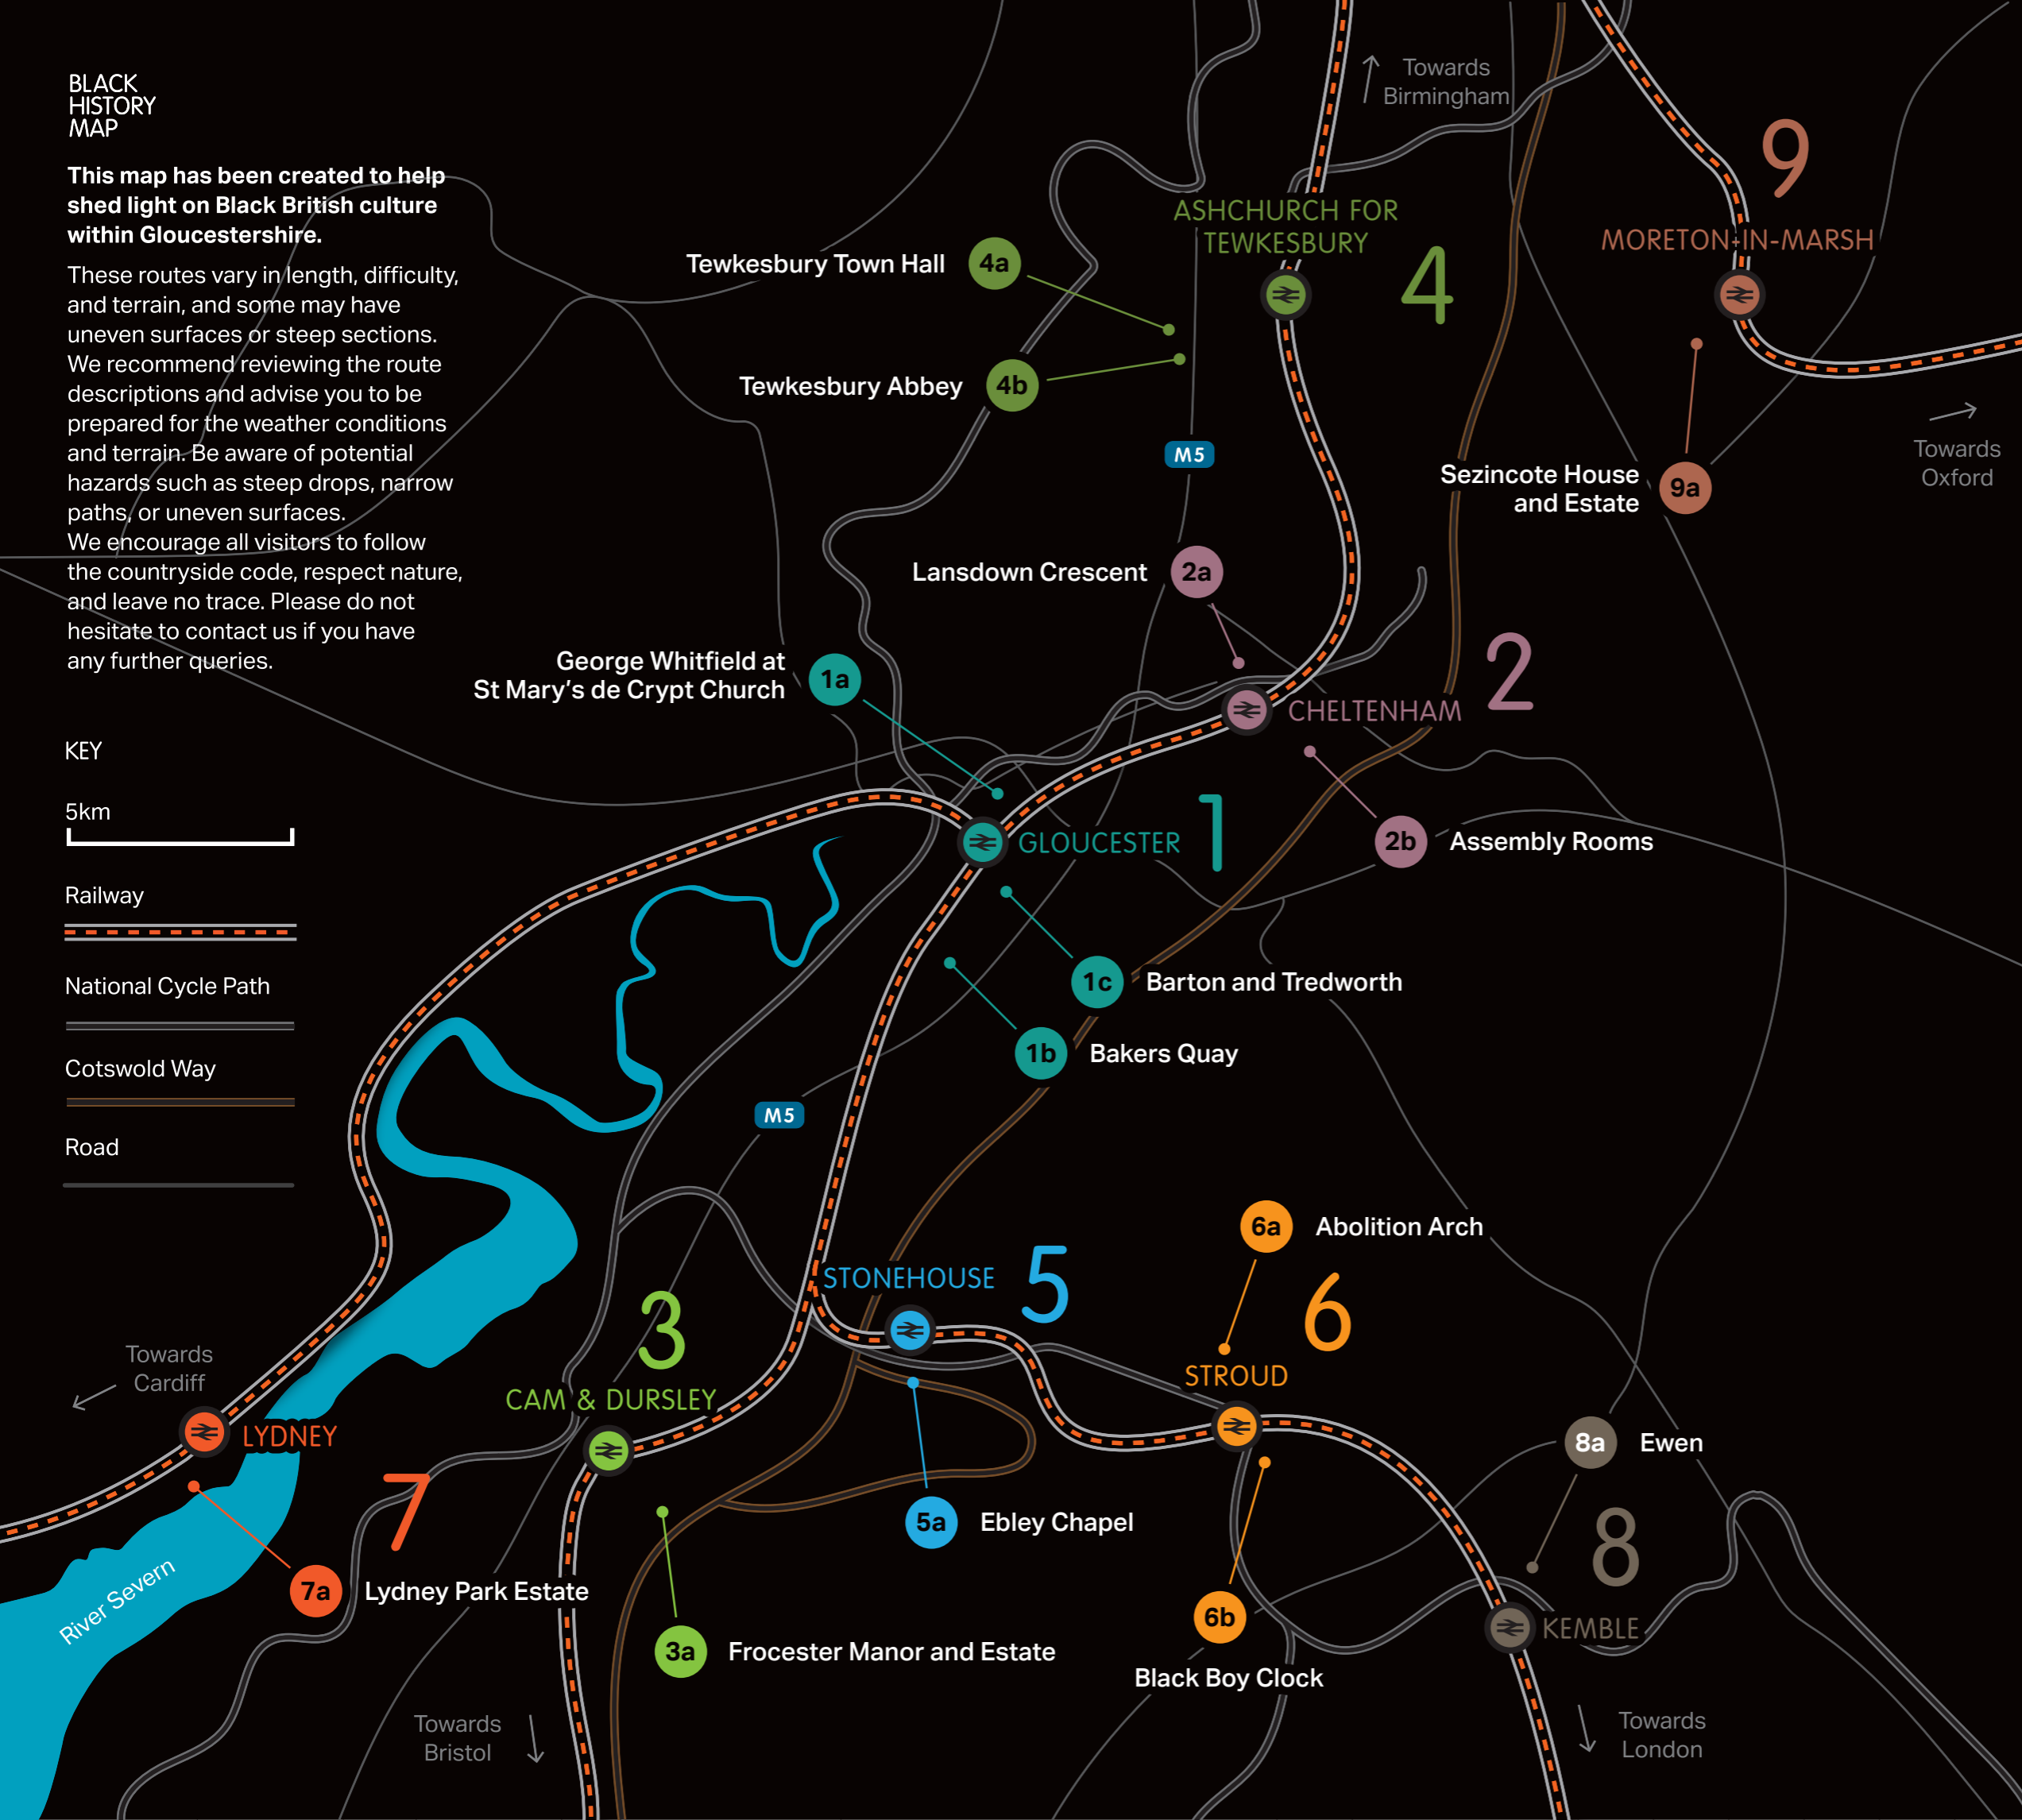 BLACK
HISTORY
MAP
This map has been created to help
shed light on Black British culture
within Gloucestershire.
These routes vary in length, difficulty,
and terrain, and some may have
uneven surfaces or steep sections.
We recommend reviewing the route
descriptions and advise you to be
prepared for the weather conditions
and terrain. Be aware of potential
hazards such as steep drops, narrow
paths, or uneven surfaces.
We encourage all visitors to follow
the countryside code, respect nature,
and leave no trace. Please do not
hesitate to contact us if you have
any further queries.
KEY
5km
Railway
National Cycle Path
Cotswold Way
Road
Towards
Birmingham
9
MORETON-IN-MARSH
ASHCHURCH FOR
TEWKESBURY
4
Tewkesbury Town Hall
4a
Tewkesbury Abbey
4b
M5
Towards
Oxford
Sezincote House
and Estate
9a
Lansdown Crescent
2a
2
CHELTENHAM
George Whitfield at
St Mary's de Crypt Church
1a
GLOUCESTER
1
2b
Assembly Rooms
1c
Barton and Tredworth
1b
Bakers Quay
M5
6a
Abolition Arch
STONEHOUSE
5
6
STROUD
3
CAM & DURSLEY
Towards
Cardiff
LYDNEY
7
8a
Ewen
5a
Ebley Chapel
8
7a
Lydney Park Estate
River Severn
6b
Black Boy Clock
KEMBLE
3a
Frocester Manor and Estate
Towards
Bristol
Towards
London